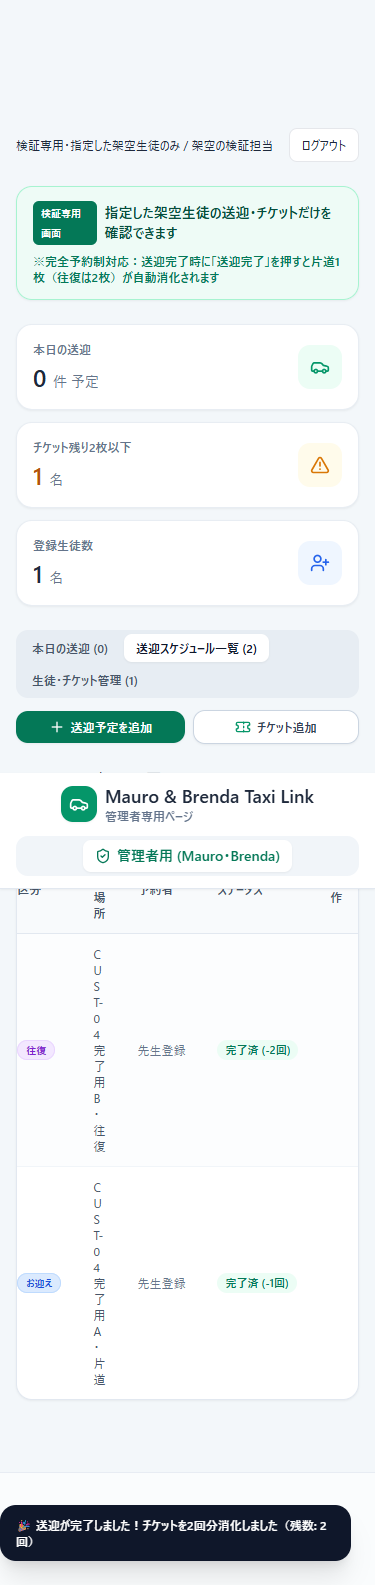 検証専用・指定した架空生徒のみ / 架空の検証担当
ログアウト
検証専用
画面
指定した架空生徒の送迎・チケットだけを
確認できます
※完全予約制対応：送迎完了時に「送迎完了」を押すと片道1
枚（往復は2枚）が自動消化されます
本日の送迎
0 件 予定
チケット残り2枚以下
1 名
登録生徒数
1 名
本日の送迎 (0)
送迎スケジュール一覧 (2)
生徒・チケット管理 (1)
送迎予定を追加
チケット追加
Mauro & Brenda Taxi Link
管理者専用ページ
管理者用 (Mauro・Brenda)
区分
場
所
予約者
ステータス
作
往復
C
U
S
T-
0
4
完
了
用
B
・
往
復
先生登録
完了済 (-2回)
お迎え
C
U
S
T-
0
4
完
了
用
A
・
片
道
先生登録
完了済 (-1回)
🎉 送迎が完了しました！チケットを2回分消化しました（残数: 2
回）